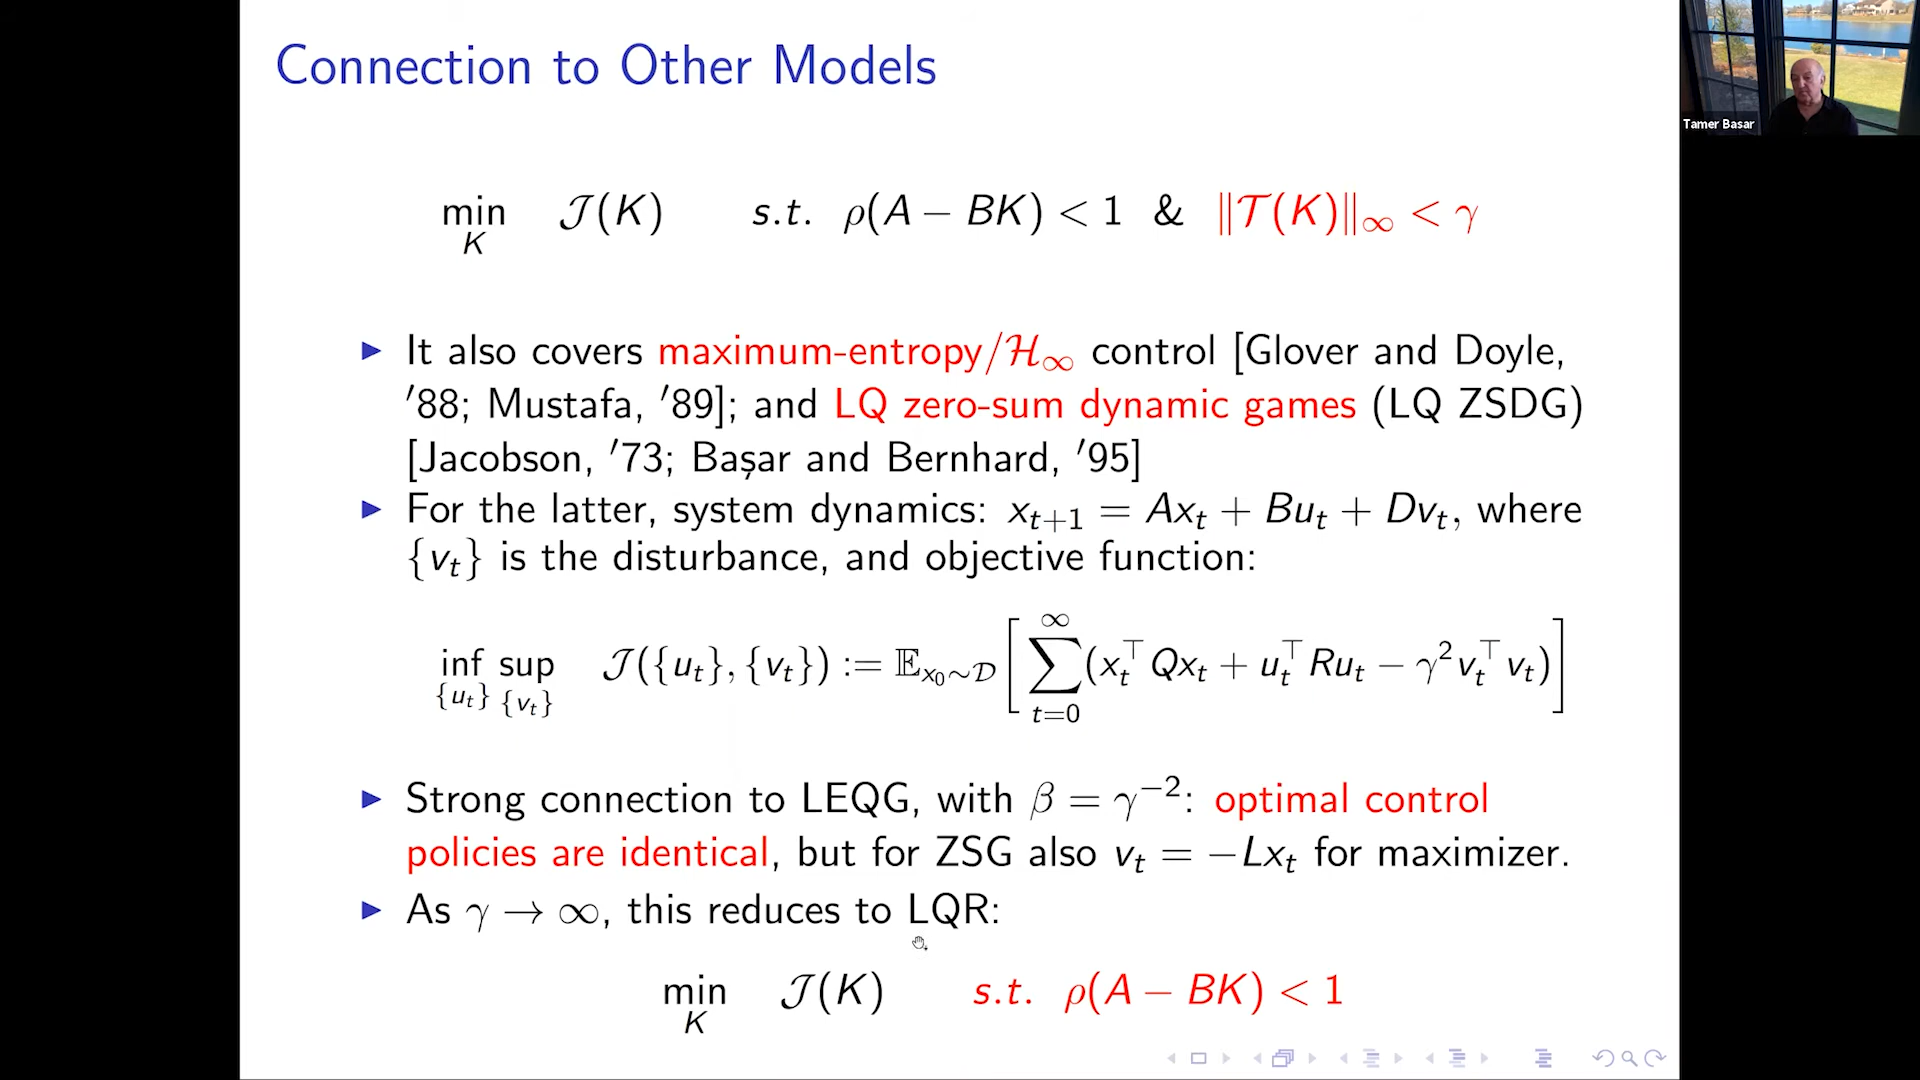 Connection to Other Models
Tamer Basar
min_K 𝒥(K) s.t. ρ(A − BK) < 1 & ‖𝒯(K)‖_∞ < γ
▶ It also covers maximum-entropy/ℋ_∞ control [Glover and Doyle,
′88; Mustafa, ′89]; and LQ zero-sum dynamic games (LQ ZSDG)
[Jacobson, ′73; Başar and Bernhard, ′95]
▶ For the latter, system dynamics: x_{t+1} = Ax_t + Bu_t + Dv_t, where
{v_t} is the disturbance, and objective function:
inf_{{u_t}} sup_{{v_t}} 𝒥({u_t}, {v_t}) := 𝔼_{x_0∼𝒟} [ ∑_{t=0}^{∞} (x_t^⊤ Qx_t + u_t^⊤ Ru_t − γ^2 v_t^⊤ v_t) ]
▶ Strong connection to LEQG, with β = γ^{−2}: optimal control
policies are identical, but for ZSG also v_t = −Lx_t for maximizer.
▶ As γ → ∞, this reduces to LQR:
min_K 𝒥(K) s.t. ρ(A − BK) < 1